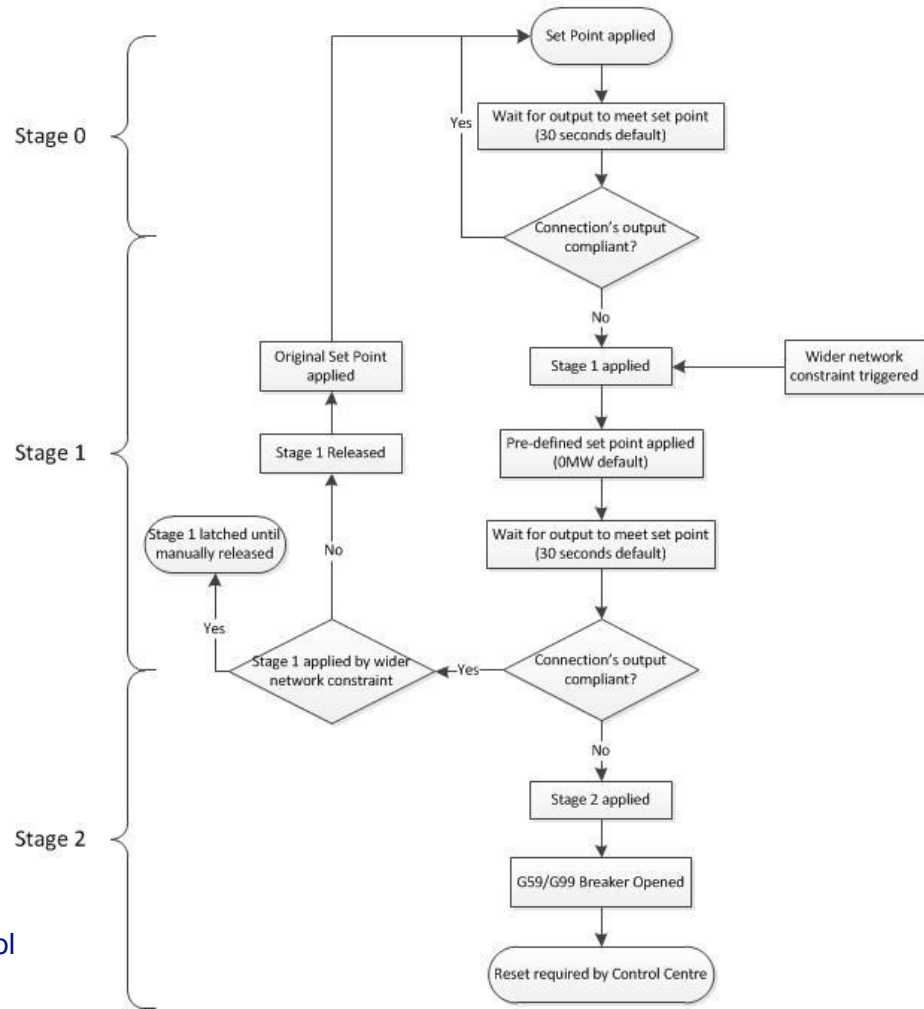 Set Point applied
Stage 0
Yes
Wait for output to meet set point
(30 seconds default)
Connection's output
compliant?
No
Original Set Point
applied
Stage 1 applied
Wider network
constraint triggered
Stage 1
Stage 1 Released
Pre-defined set point applied
(0MW default)
Stage 1 latched until
manually released
No
Wait for output to meet set point
(30 seconds default)
Yes
Stage 1 applied by wider
network constraint
Yes
Connection's output
compliant?
No
Stage 2 applied
Stage 2
G59/G99 Breaker Opened
ol
Reset required by Control Centre